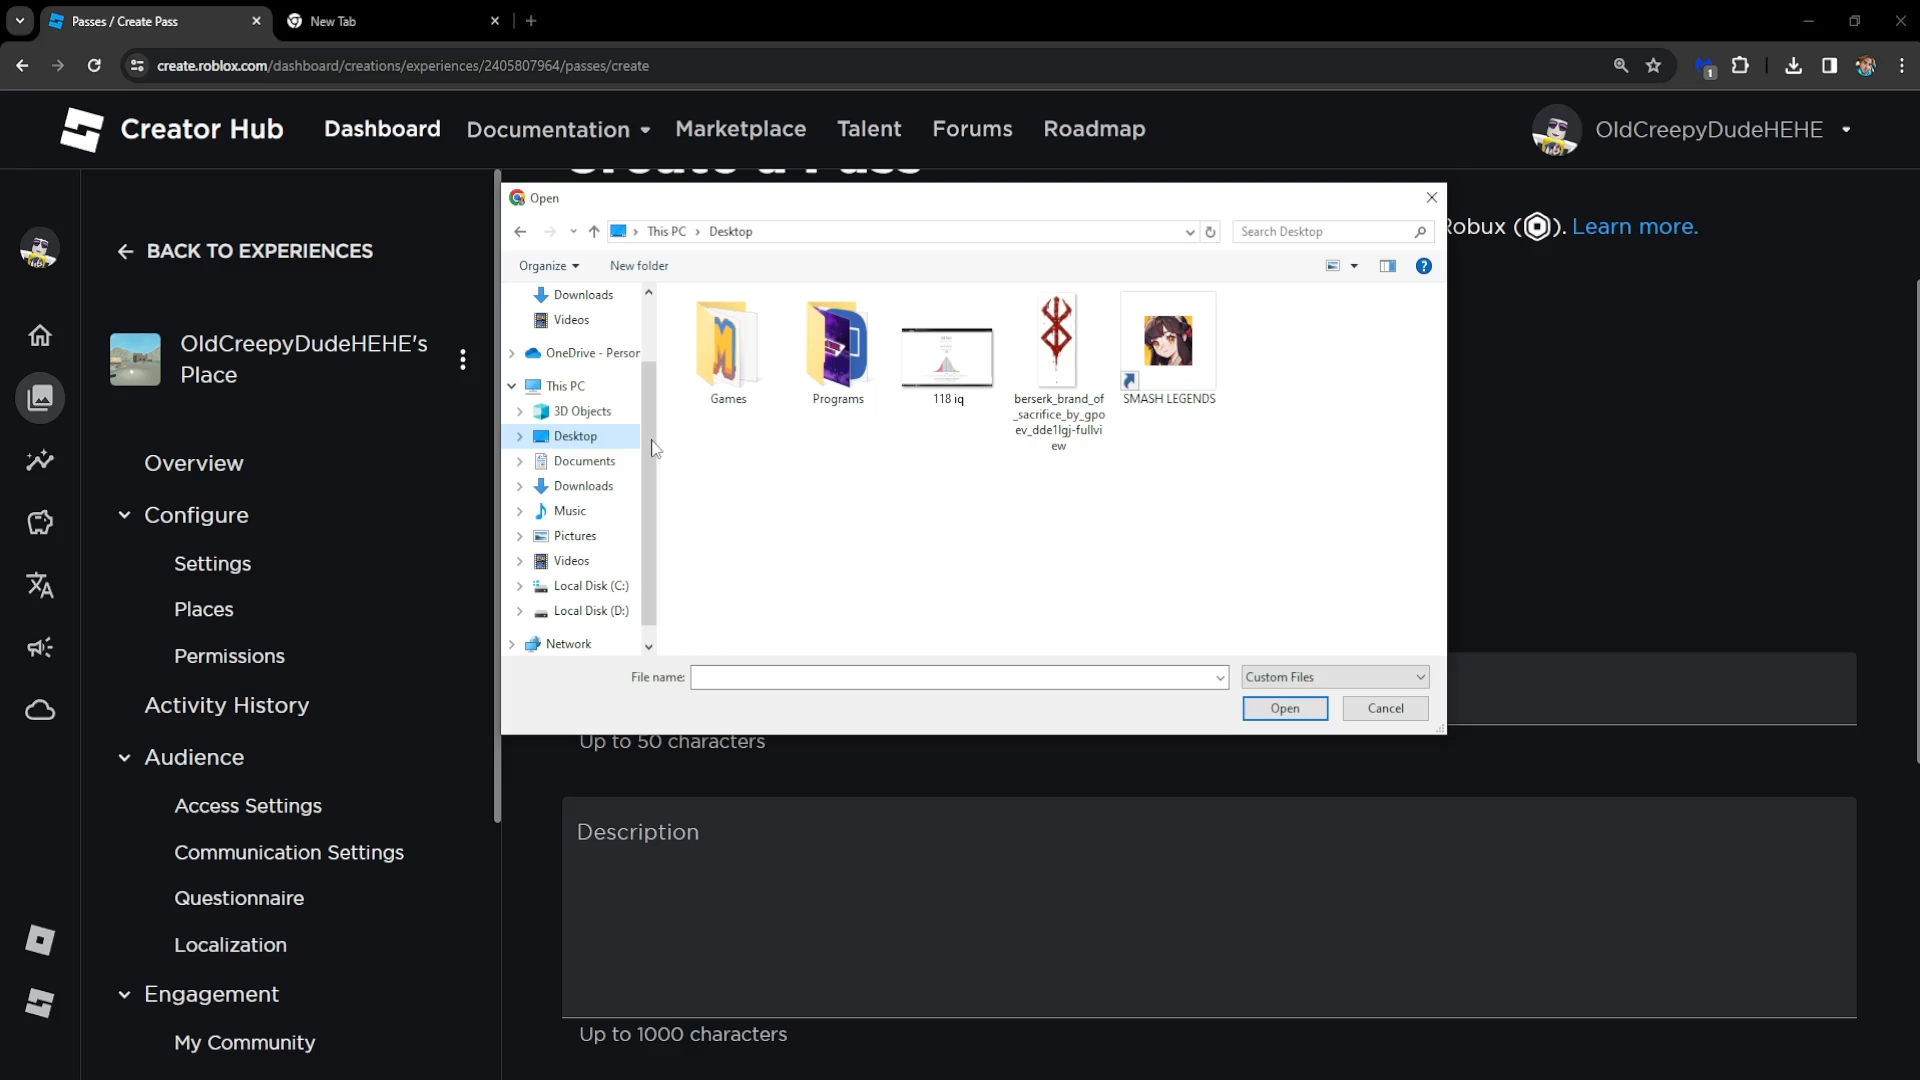 Passes / Create Pass
New Tab
create.roblox.com/dashboard/creations/experiences/2405807964/passes/create
1
Creator Hub
Dashboard
Documentation
Marketplace
Talent
Forums
Roadmap
OldCreepyDudeHEHE
Create a Pass
Robux
). Learn more.
BACK TO EXPERIENCES
OldCreepyDudeHEHE's
Place
Overview
Configure
Settings
Places
Permissions
Activity History
Audience
Access Settings
Communication Settings
Questionnaire
Localization
Engagement
My Community
Open
This PC
Desktop
Search Desktop
Organize
New folder
Downloads
Videos
OneDrive - Person
This PC
3D Objects
Desktop
Documents
Downloads
Music
Pictures
Videos
Local Disk (C:)
Local Disk (D:)
Network
Games
Programs
118 iq
berserk_brand_of
_sacrifice_by_gpo
ev_dde1lgj-fullvi
ew
SMASH LEGENDS
File name:
Custom Files
Open
Cancel
Up to 50 characters
Description
Up to 1000 characters